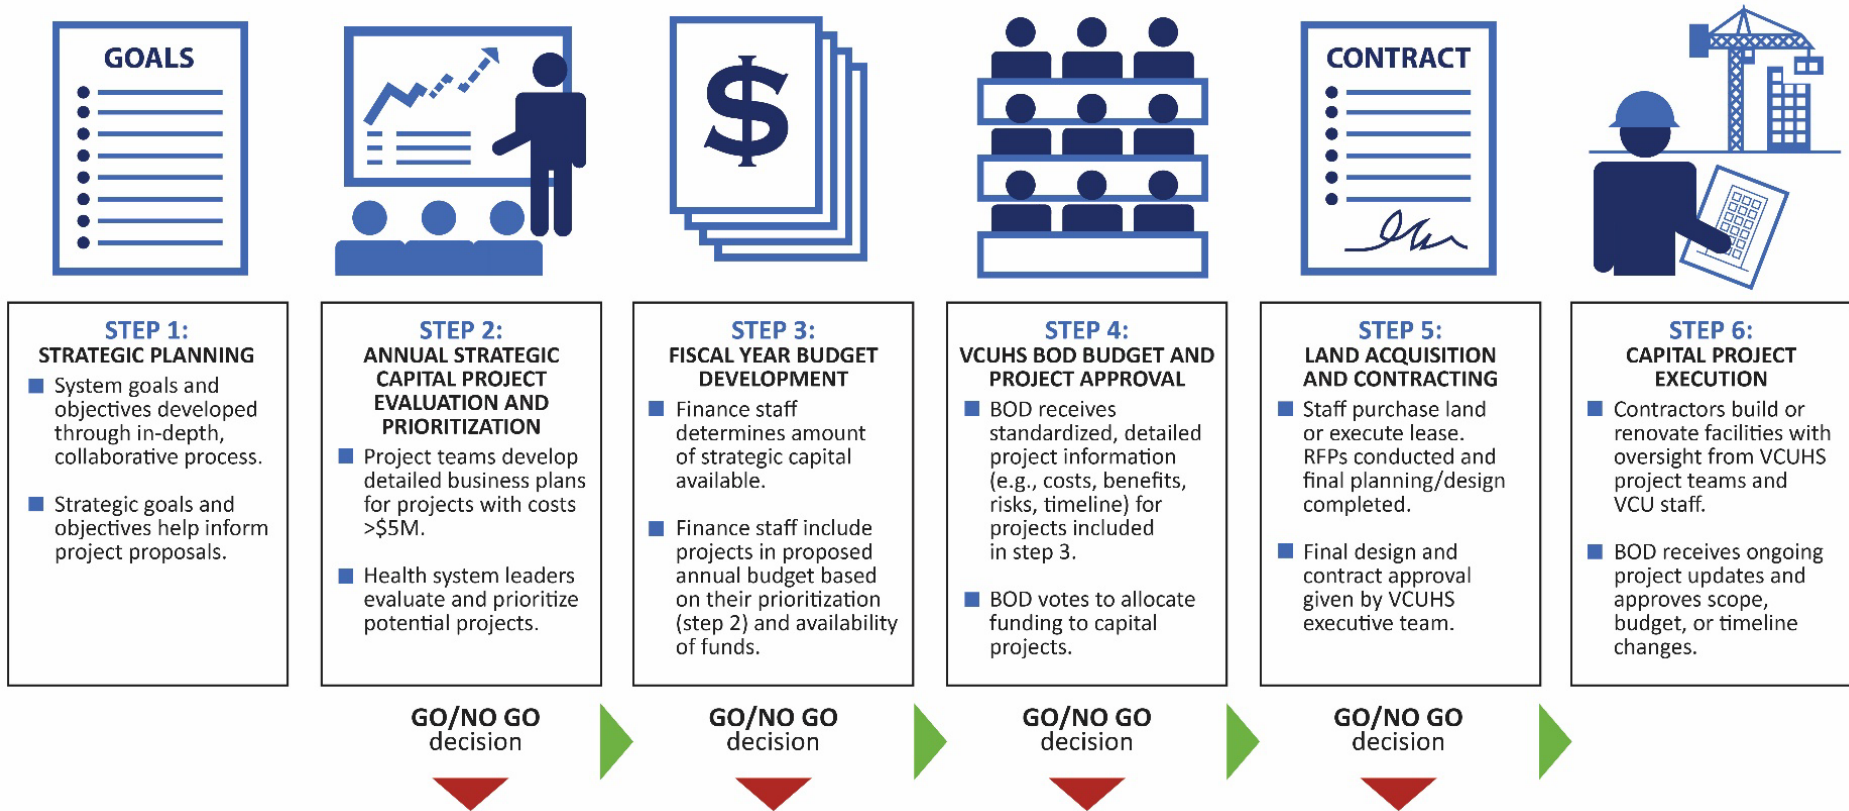 GOALS
$
CONTRACT
STEP 1:
STRATEGIC PLANNING
System goals and
objectives developed
through in-depth,
collaborative process.
Strategic goals and
objectives help inform
project proposals.
STEP 2:
ANNUAL STRATEGIC
CAPITAL PROJECT
EVALUATION AND
PRIORITIZATION
Project teams develop
detailed business plans
for projects with costs
>$5M.
Health system leaders
evaluate and prioritize
potential projects.
STEP 3:
FISCAL YEAR BUDGET
DEVELOPMENT
Finance staff
determines amount
of strategic capital
available.
Finance staff include
projects in proposed
annual budget based
on their prioritization
(step 2) and availability
of funds.
STEP 4:
VCUHS BOD BUDGET AND
PROJECT APPROVAL
BOD receives
standardized, detailed
project information
(e.g., costs, benefits,
risks, timeline) for
projects included
in step 3.
BOD votes to allocate
funding to capital
projects.
STEP 5:
LAND ACQUISITION
AND CONTRACTING
Staff purchase land
or execute lease.
RFPs conducted and
final planning/design
completed.
Final design and
contract approval
given by VCUHS
executive team.
STEP 6:
CAPITAL PROJECT
EXECUTION
Contractors build or
renovate facilities with
oversight from VCUHS
project teams and
VCU staff.
BOD receives ongoing
project updates and
approves scope,
budget, or timeline
changes.
GO/NO GO
decision
GO/NO GO
decision
GO/NO GO
decision
GO/NO GO
decision